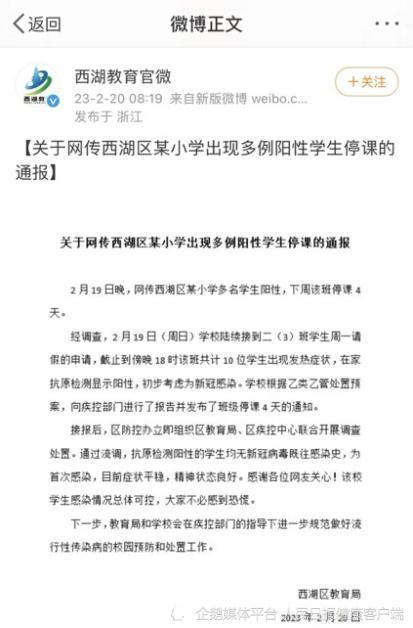 返回
微博正文
西湖教育官微
+关注
23-2-20 08:19 来自新版微博 weibo.c...
发布于 浙江
西湖教
【关于网传西湖区某小学出现多例阳性学生停课的
通报】
关于网传西湖区某小学出现多例阳性学生停课的通报
2月19日晚，网传西湖区某小学多名学生阳性，下周该班停课4
天。
经调查，2月19日（周日）学校陆续接到二（3）班学生周一请
假的申请，截止到傍晚18时该班共计10位学生出现发热症状，在家
抗原检测显示阳性，初步考虑为新冠感染。学校根据乙类乙管处置预
案，向疾控部门进行了报告并发布了班级停课4天的通知。
接报后，区防控办立即组织区教育局、区疾控中心联合开展调查
处置。通过流调，抗原检测阳性的学生均无新冠病毒既往感染史，为
首次感染，目前症状平稳，精神状态良好。感谢各位网友关心！该校
学生感染情况总体可控，大家不必感到恐慌。
下一步，教育局和学校会在疾控部门的指导下进一步规范做好流
行性传染病的校园预防和处置工作。
西湖区教育局
2023年2月20日
企鹅媒体平台 人民日报健康客户端